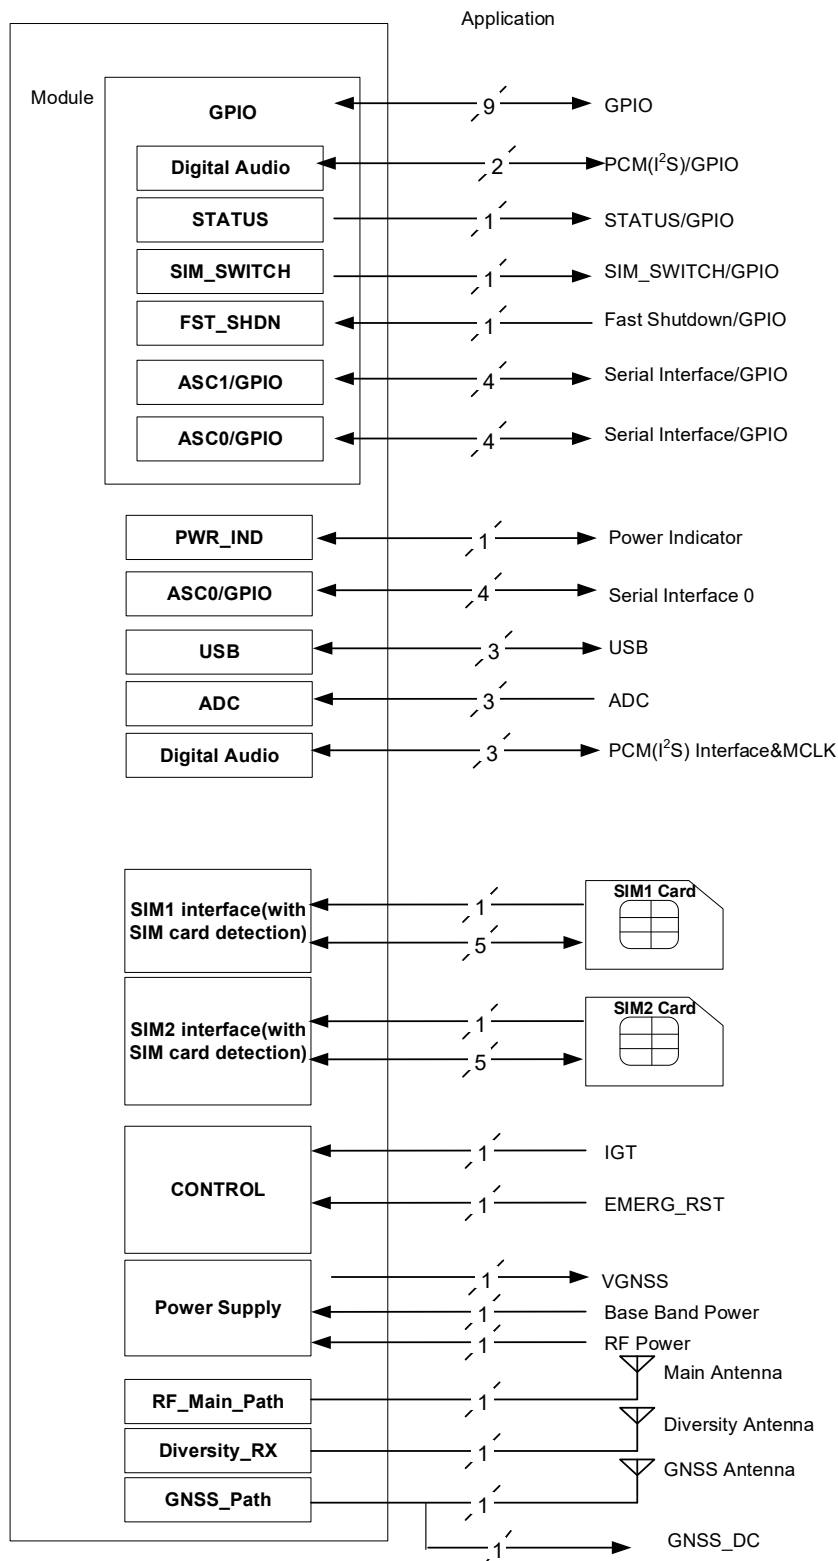 Application
Module
GPIO
9
GPIO
Digital Audio
2
PCM(I²S)/GPIO
STATUS
1
STATUS/GPIO
SIM_SWITCH
1
SIM_SWITCH/GPIO
FST_SHDN
1
Fast Shutdown/GPIO
ASC1/GPIO
4
Serial Interface/GPIO
ASC0/GPIO
4
Serial Interface/GPIO
PWR_IND
1
Power Indicator
ASC0/GPIO
4
Serial Interface 0
USB
3
USB
ADC
3
ADC
Digital Audio
3
PCM(I²S) Interface&MCLK
SIM1 interface(with
SIM card detection)
1
5
SIM1 Card
SIM2 interface(with
SIM card detection)
1
5
SIM2 Card
CONTROL
1
IGT
1
EMERG_RST
Power Supply
1
VGNSS
1
Base Band Power
1
RF Power
RF_Main_Path
1
Main Antenna
Diversity_RX
1
Diversity Antenna
GNSS_Path
1
GNSS Antenna
1
GNSS_DC